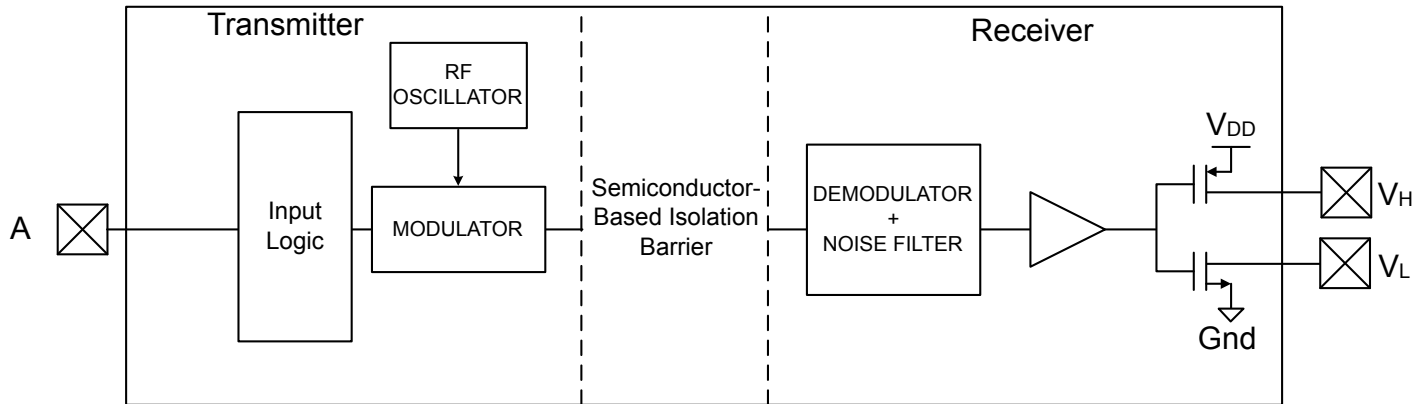 Transmitter
Receiver
RF
OSCILLATOR
VDD
A
Input
Logic
MODULATOR
Semiconductor-
Based Isolation
Barrier
DEMODULATOR
+
NOISE FILTER
VH
VL
Gnd